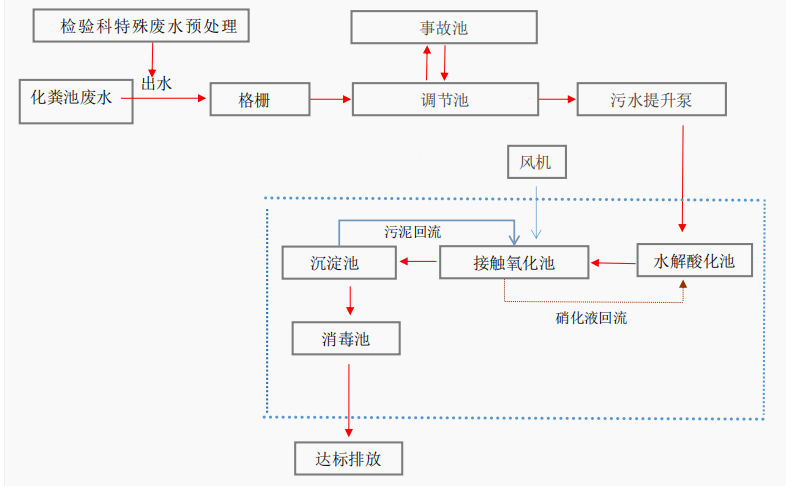 检验科特殊废水预处理
事故池
出水
化粪池废水
格栅
调节池
污水提升泵
风机
污泥回流
沉淀池
接触氧化池
水解酸化池
硝化液回流
消毒池
达标排放